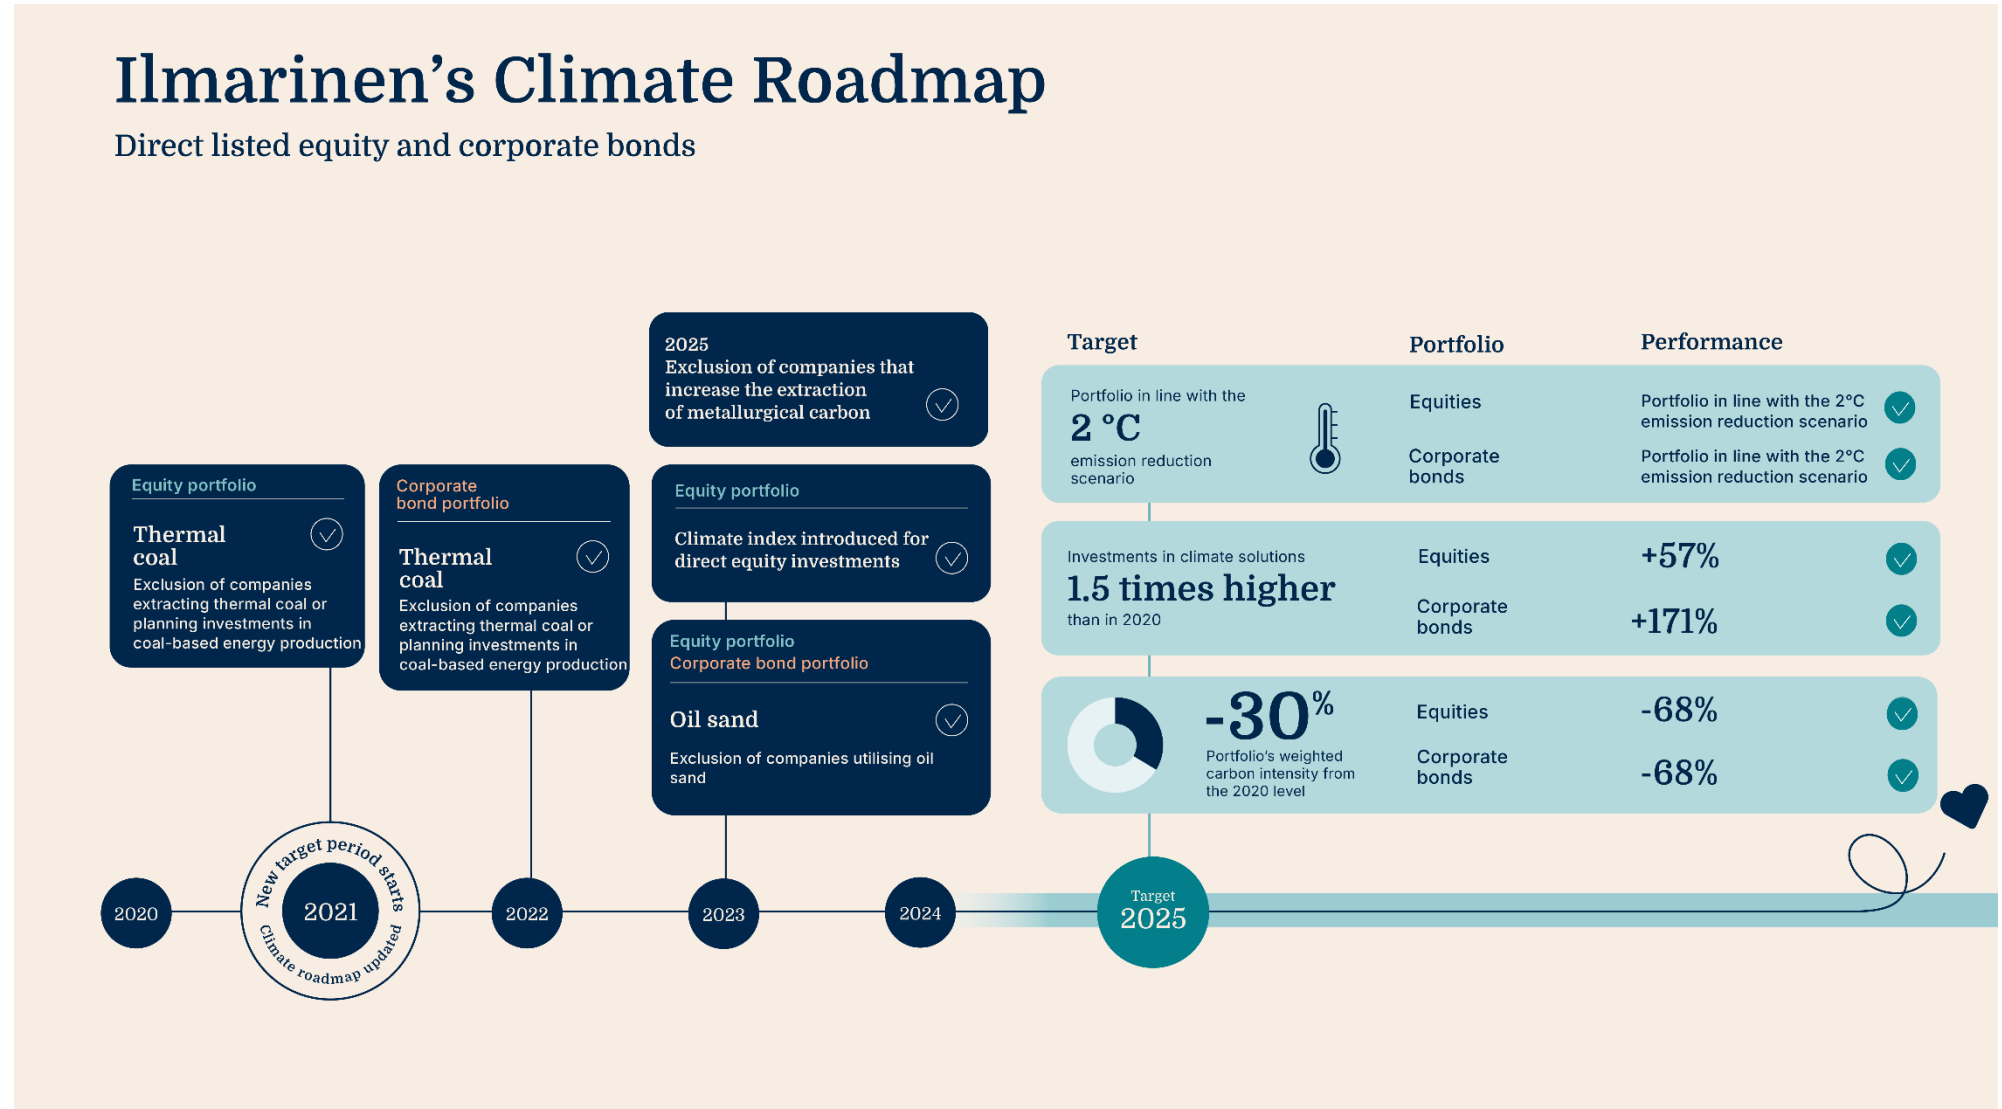 Ilmarinen’s Climate Roadmap
Direct listed equity and corporate bonds
Equity portfolio
Thermal
coal
Exclusion of companies
extracting thermal coal or
planning investments in
coal-based energy production
Corporate
bond portfolio
Thermal
coal
Exclusion of companies
extracting thermal coal or
planning investments in
coal-based energy production
2025
Exclusion of companies that
increase the extraction
of metallurgical carbon
Equity portfolio
Climate index introduced for
direct equity investments
Equity portfolio
Corporate bond portfolio
Oil sand
Exclusion of companies utilising oil
sand
Target
Portfolio
Performance
Portfolio in line with the
2 °C
emission reduction
scenario
Equities
Portfolio in line with the 2°C
emission reduction scenario
Corporate
bonds
Portfolio in line with the 2°C
emission reduction scenario
Investments in climate solutions
1.5 times higher
than in 2020
Equities
+57%
Corporate
bonds
+171%
-30%
Portfolio’s weighted
carbon intensity from
the 2020 level
Equities
-68%
Corporate
bonds
-68%
2020
New target period starts
2021
Climate roadmap updated
2022
2023
2024
Target
2025